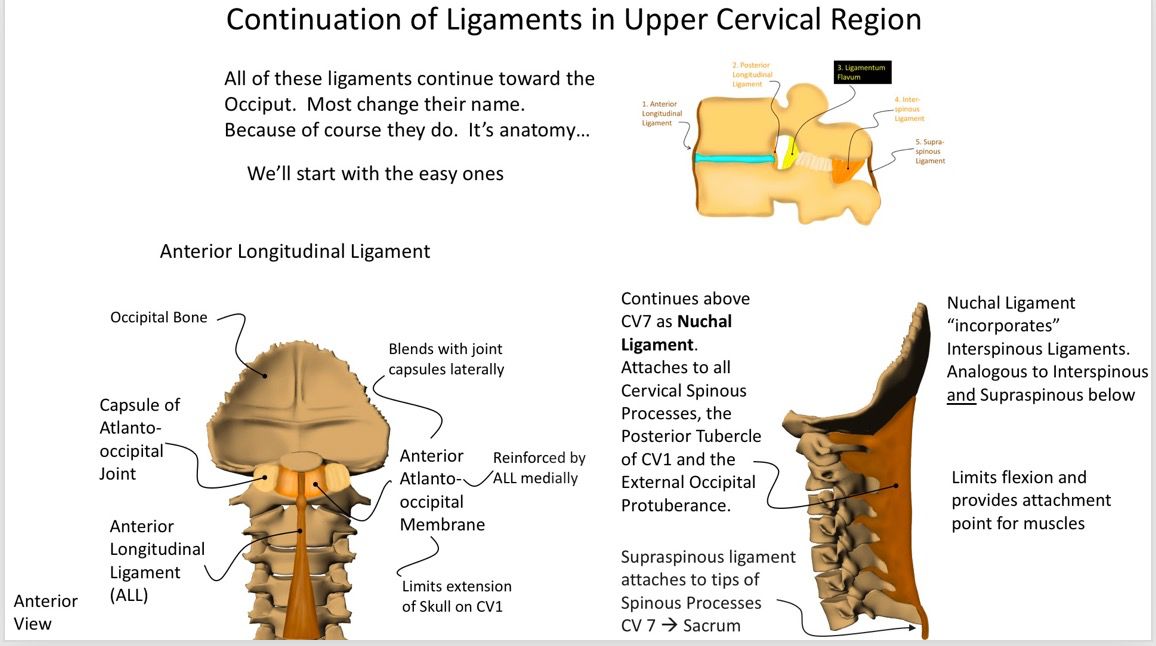 Continuation of Ligaments in Upper Cervical Region
All of these ligaments continue toward the
Occiput.  Most change their name.
Because of course they do.  It's anatomy...
We'll start with the easy ones
1. Anterior
Longitudinal
Ligament
2. Posterior
Longitudinal
Ligament
3. Ligamentum
Flavum
4. Inter-
spinous
Ligament
5. Supra-
spinous
Ligament
Anterior Longitudinal Ligament
Occipital Bone
Blends with joint
capsules laterally
Capsule of
Atlanto-
occipital
Joint
Anterior
Atlanto-
occipital
Membrane
Reinforced by
ALL medially
Anterior
Longitudinal
Ligament
(ALL)
Limits extension
of Skull on CV1
Anterior
View
Continues above
CV7 as Nuchal
Ligament.
Attaches to all
Cervical Spinous
Processes, the
Posterior Tubercle
of CV1 and the
External Occipital
Protuberance.
Supraspinous ligament
attaches to tips of
Spinous Processes
CV 7 → Sacrum
Nuchal Ligament
"incorporates"
Interspinous Ligaments.
Analogous to Interspinous
and Supraspinous below
Limits flexion and
provides attachment
point for muscles